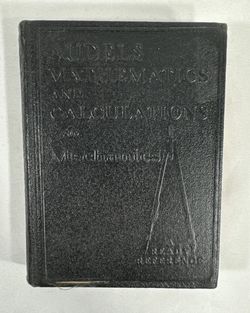 AUDELS
MATHEMATICS
AND
CALCULATIONS
FOR
Mechanics
READY
REFERENCE